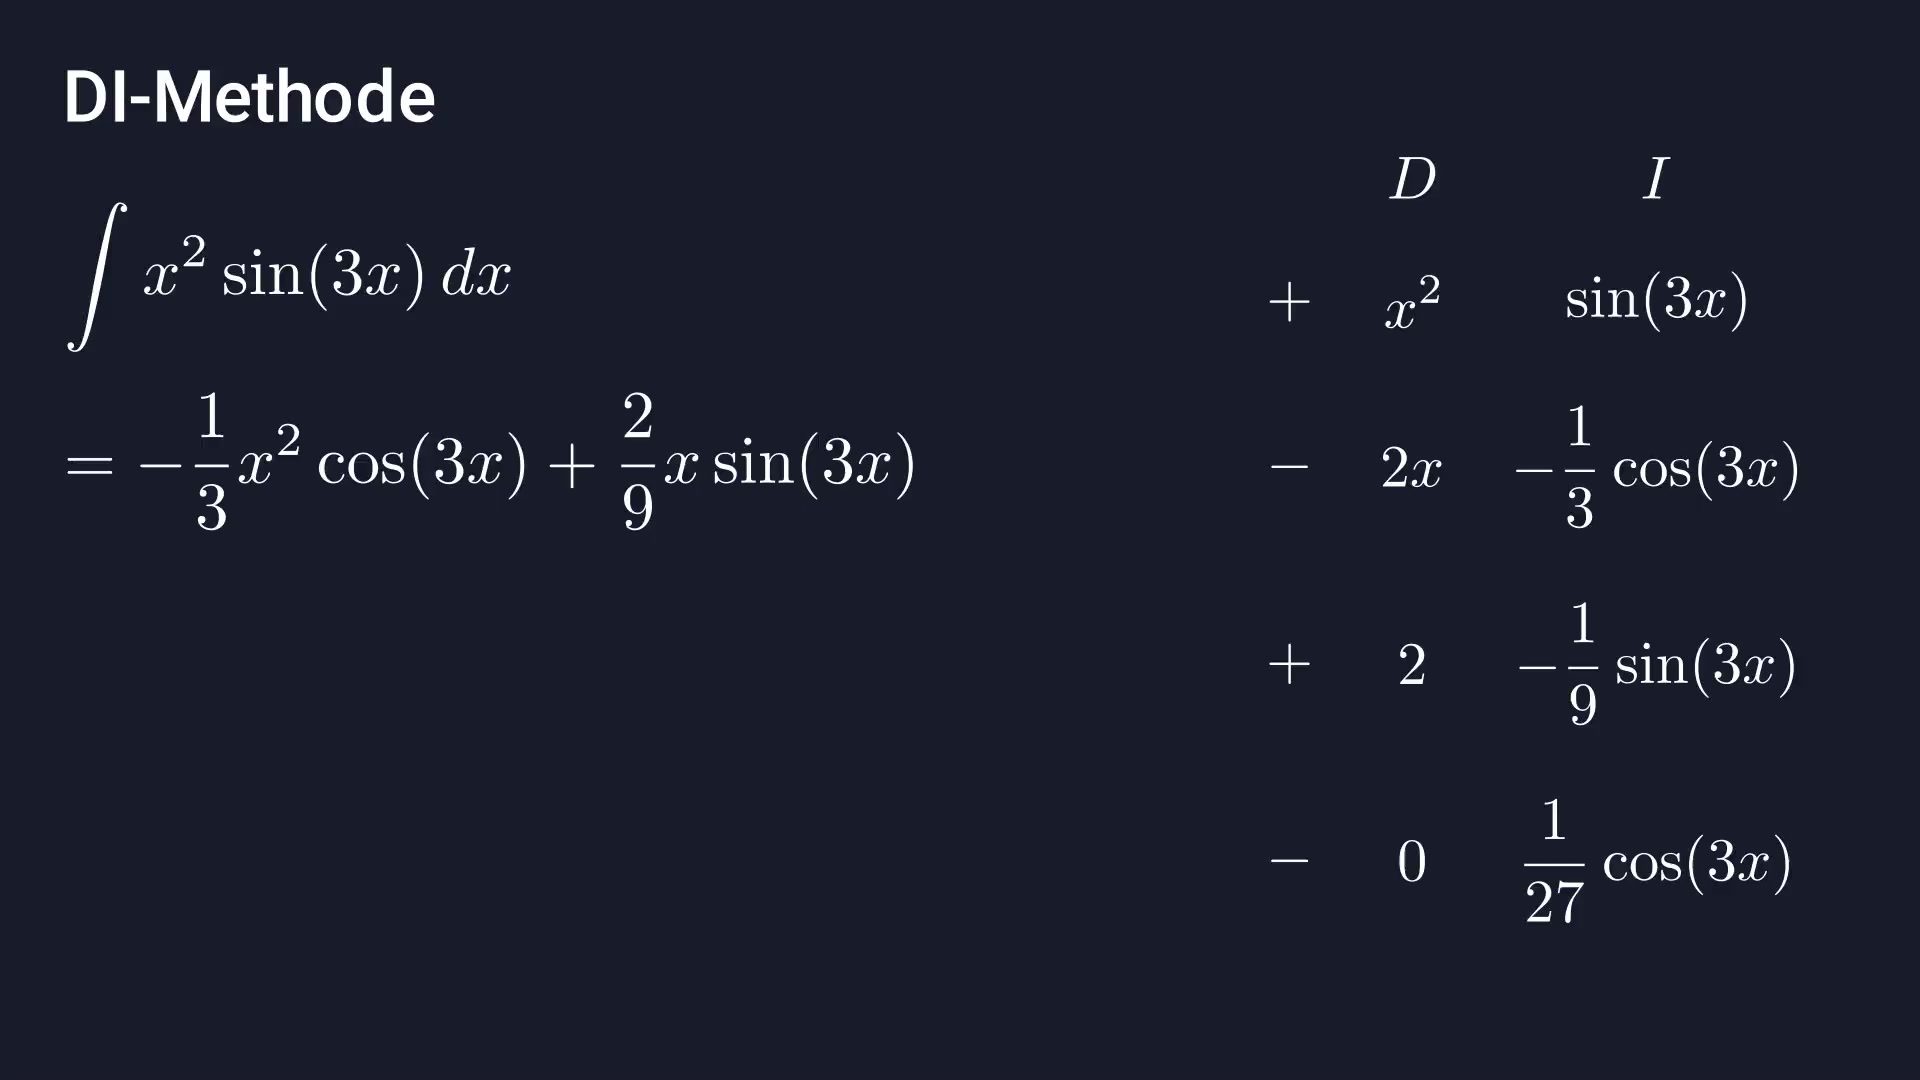 DI-Methode
∫ x² sin(3x) dx
= −1/3 x² cos(3x) + 2/9 x sin(3x)
D I
+ x² sin(3x)
− 2x −1/3 cos(3x)
+ 2 −1/9 sin(3x)
− 0 1/27 cos(3x)